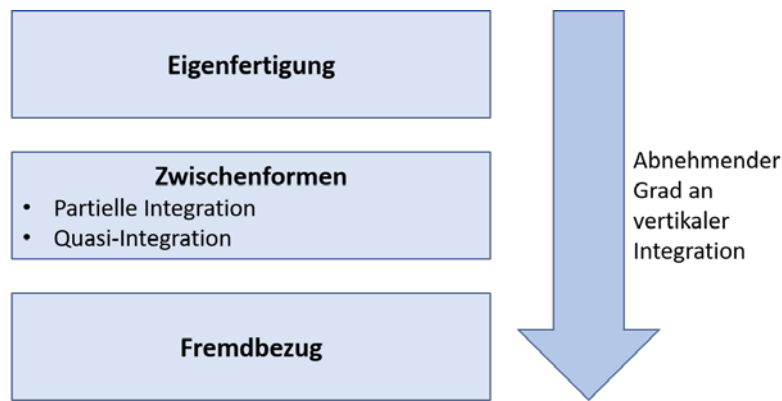 Eigenfertigung
Zwischenformen
• Partielle Integration
• Quasi-Integration
Fremdbezug
Abnehmender
Grad an
vertikaler
Integration